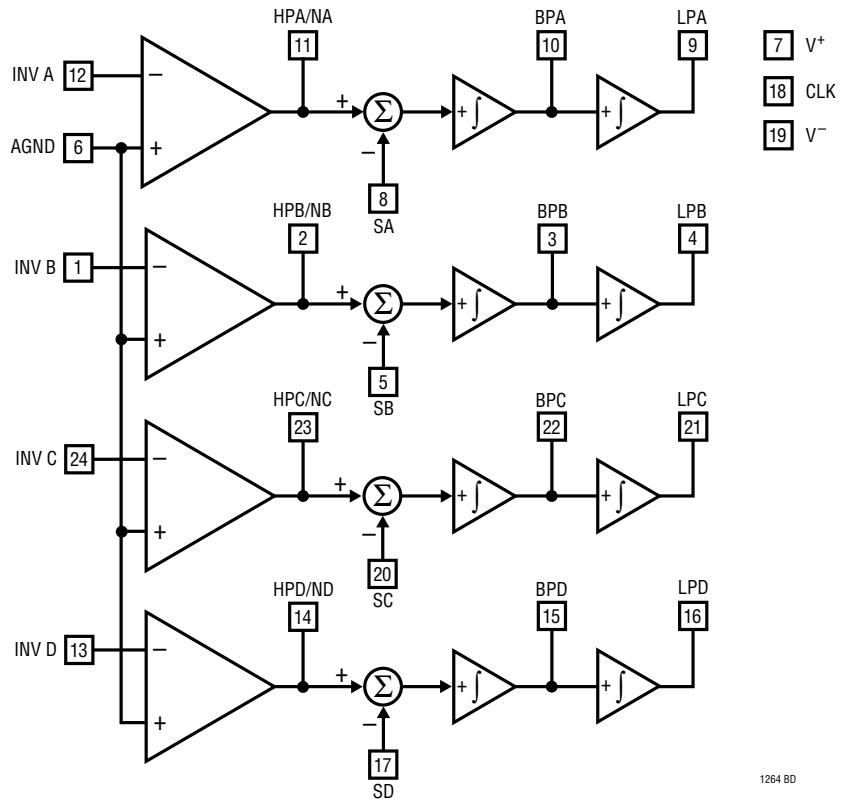 HPA/NA BPA LPA
11 10 9 7 V+
INV A 12 − + Σ + ∫ + ∫ 18 CLK
AGND 6 + − 19 V−
8
SA
HPB/NB BPB LPB
2 3 4
INV B 1 − + Σ + ∫ + ∫
+ −
5
SB
HPC/NC BPC LPC
23 22 21
INV C 24 − + Σ + ∫ + ∫
+ −
20
SC
HPD/ND BPD LPD
14 15 16
INV D 13 − + Σ + ∫ + ∫
+ −
17
SD
1264 BD